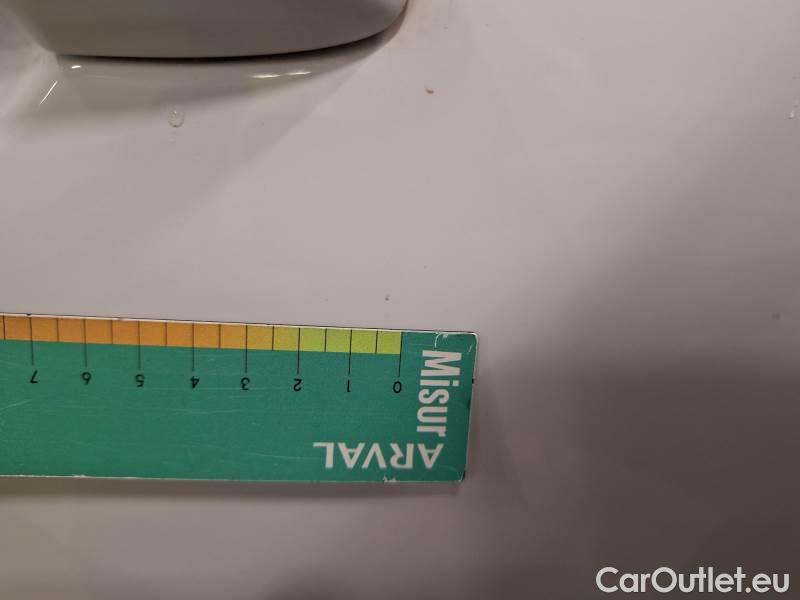 7 6 5 4 3 2 1 0
Misur
ARVAL
CarOutlet.eu